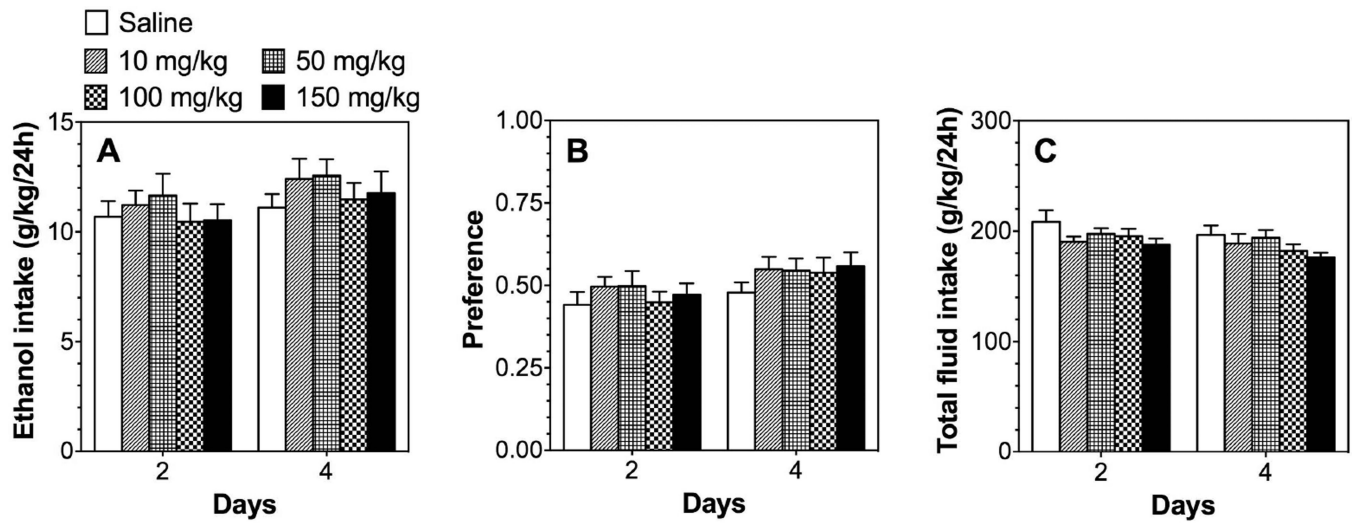 Saline
10 mg/kg 50 mg/kg
100 mg/kg 150 mg/kg
A
Ethanol intake (g/kg/24h)
15
10
5
0
2 4
Days
B
Preference
1.00
0.75
0.50
0.25
0.00
2 4
Days
C
Total fluid intake (g/kg/24h)
300
200
100
0
2 4
Days